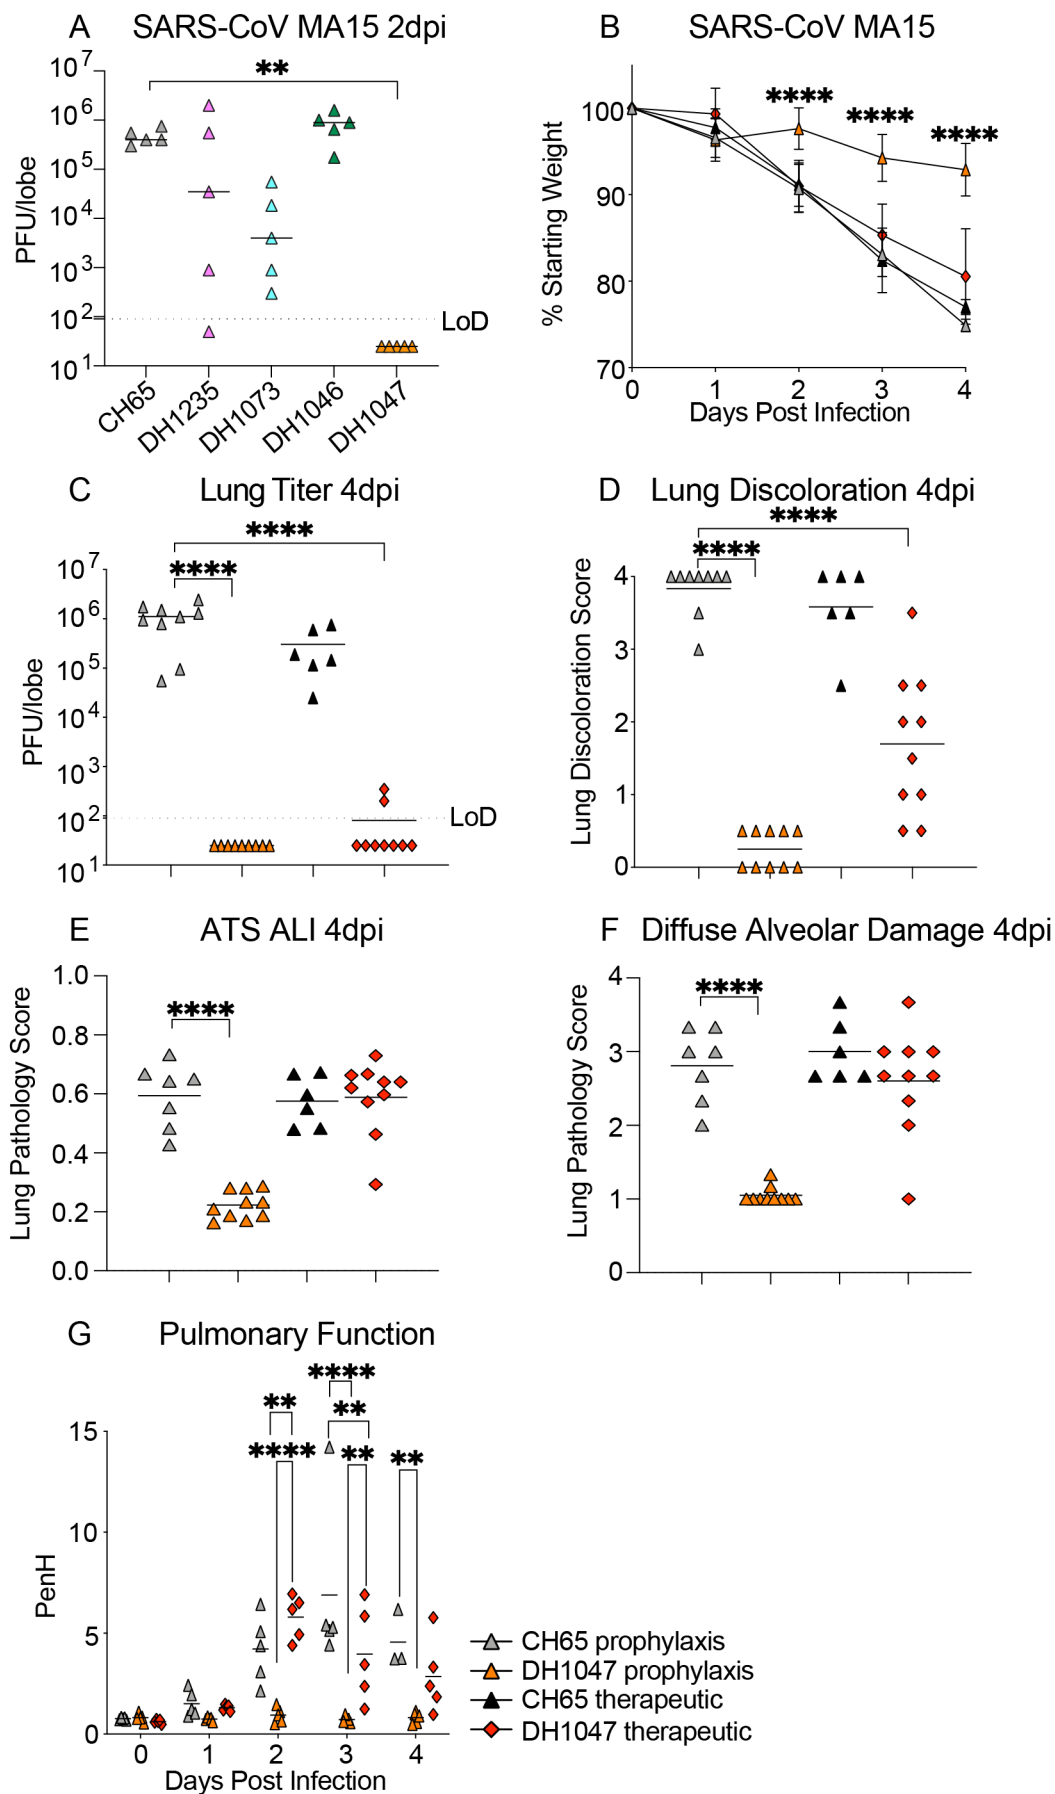 A SARS-CoV MA15 2dpi
**
PFU/lobe
10^7
10^6
10^5
10^4
10^3
10^2
10^1
LoD
CH65
DH1235
DH1073
DH1046
DH1047
B SARS-CoV MA15
**** **** ****
% Starting Weight
100
90
80
70
0 1 2 3 4
Days Post Infection
C Lung Titer 4dpi
****
****
PFU/lobe
10^7
10^6
10^5
10^4
10^3
10^2
10^1
LoD
D Lung Discoloration 4dpi
****
****
Lung Discoloration Score
4
3
2
1
0
E ATS ALI 4dpi
****
Lung Pathology Score
1.0
0.8
0.6
0.4
0.2
0.0
F Diffuse Alveolar Damage 4dpi
****
Lung Pathology Score
4
3
2
1
0
G Pulmonary Function
****
** **
**** ** **
PenH
15
10
5
0
0 1 2 3 4
Days Post Infection
CH65 prophylaxis
DH1047 prophylaxis
CH65 therapeutic
DH1047 therapeutic